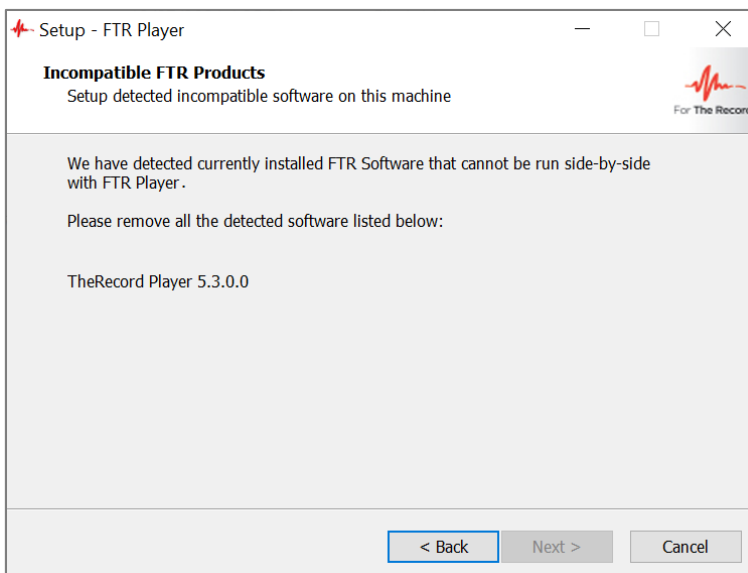 Setup - FTR Player
Incompatible FTR Products
Setup detected incompatible software on this machine
For The Record
We have detected currently installed FTR Software that cannot be run side-by-side
with FTR Player.
Please remove all the detected software listed below:
TheRecord Player 5.3.0.0
< Back
Next >
Cancel